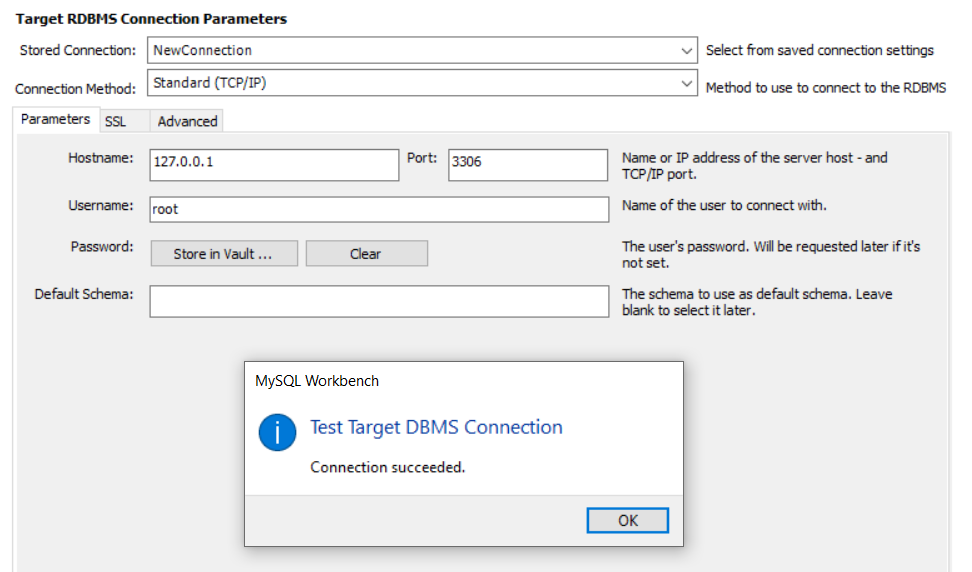 Target RDBMS Connection Parameters
Stored Connection: NewConnection Select from saved connection settings
Connection Method: Standard (TCP/IP) Method to use to connect to the RDBMS
Parameters SSL Advanced
Hostname: 127.0.0.1 Port: 3306 Name or IP address of the server host - and
TCP/IP port.
Username: root Name of the user to connect with.
Password: Store in Vault ... Clear The user's password. Will be requested later if it's
not set.
Default Schema: The schema to use as default schema. Leave
blank to select it later.
MySQL Workbench
Test Target DBMS Connection
Connection succeeded.
OK